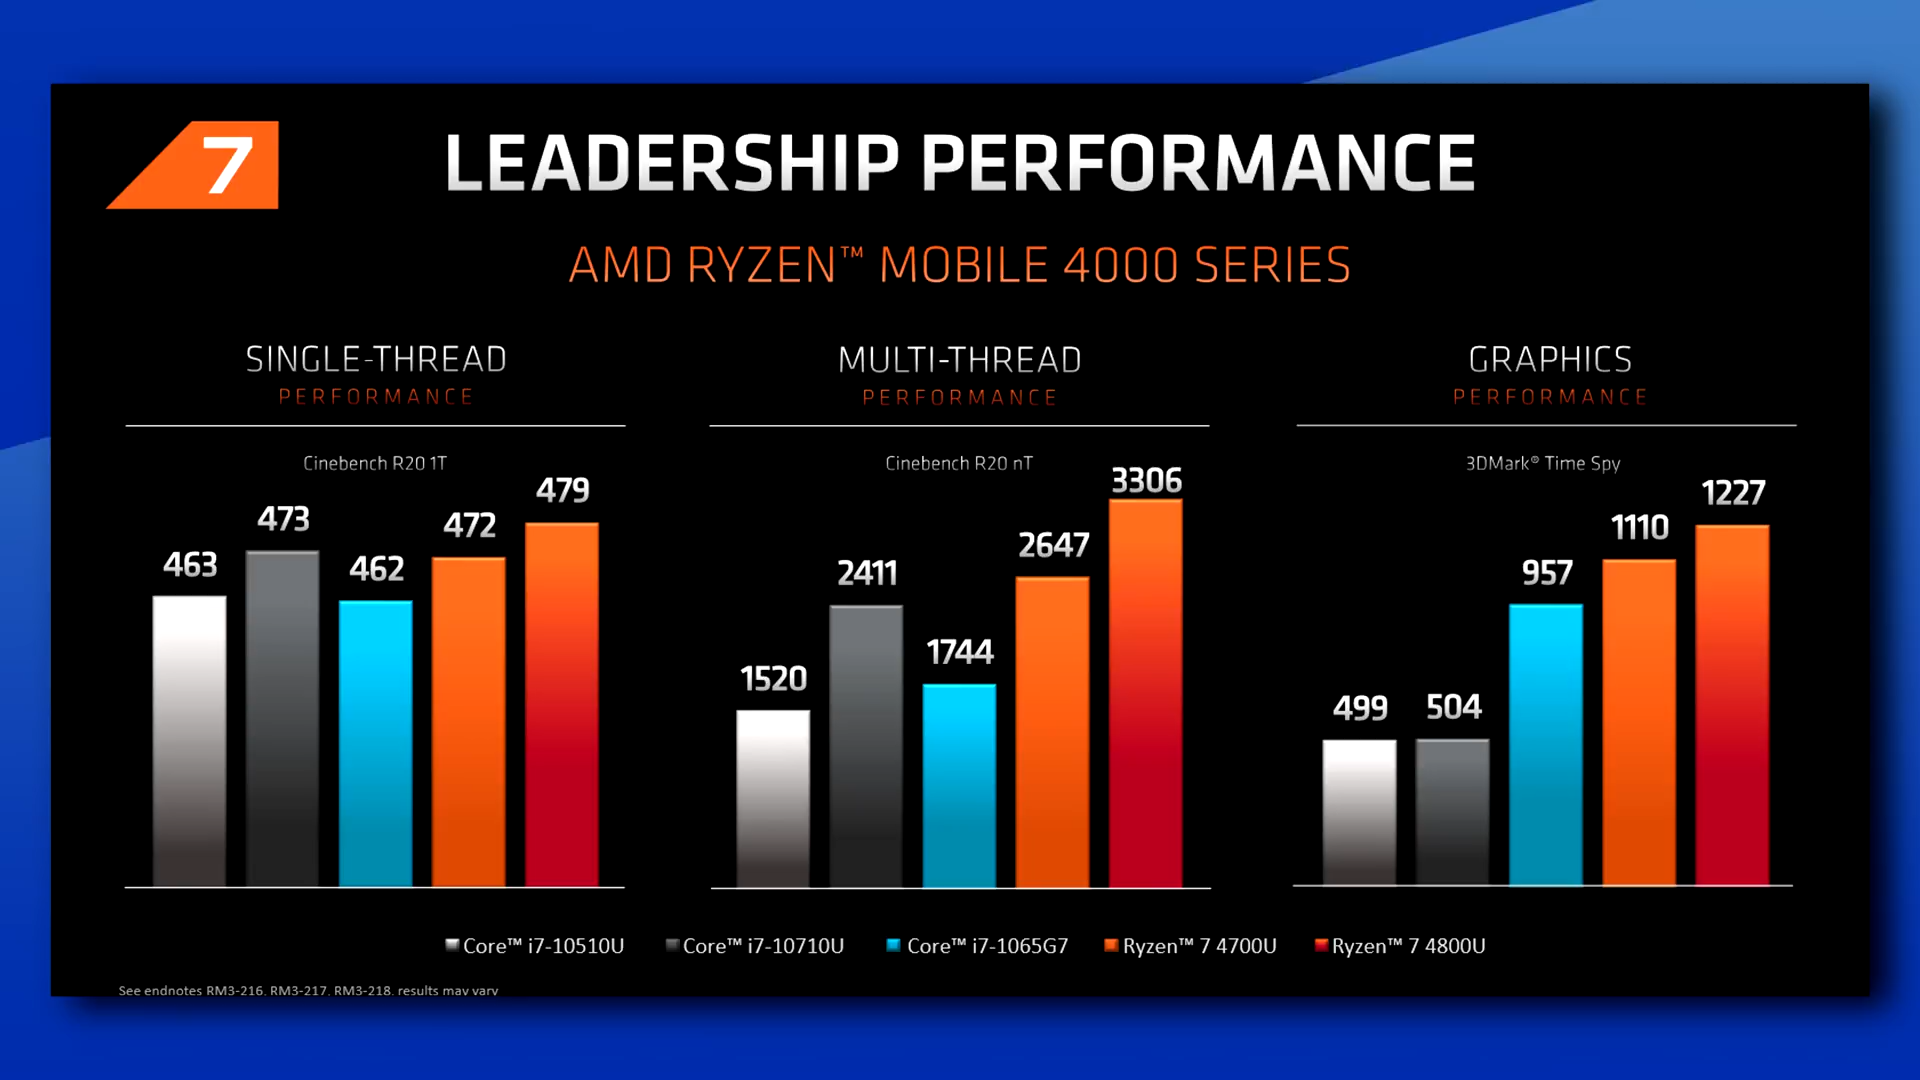 7
LEADERSHIP PERFORMANCE
AMD RYZEN™ MOBILE 4000 SERIES
SINGLE-THREAD
PERFORMANCE
Cinebench R20 1T
463
473
462
472
479
MULTI-THREAD
PERFORMANCE
Cinebench R20 nT
1520
2411
1744
2647
3306
GRAPHICS
PERFORMANCE
3DMark® Time Spy
499
504
957
1110
1227
Core™ i7-10510U
Core™ i7-10710U
Core™ i7-1065G7
Ryzen™ 7 4700U
Ryzen™ 7 4800U
See endnotes RM3-216, RM3-217, RM3-218, results may vary